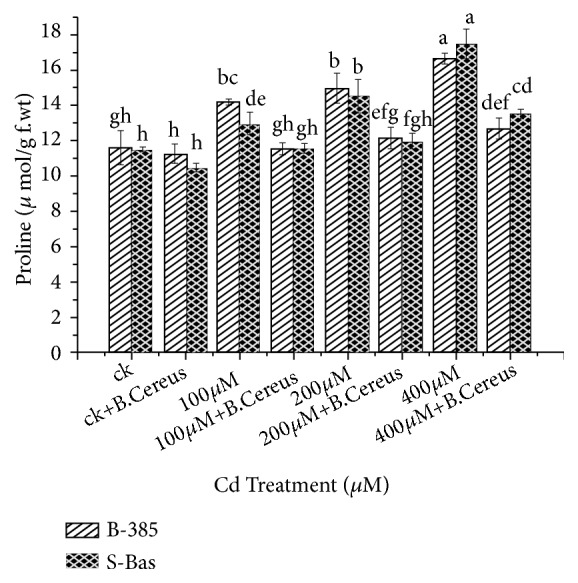 18
16
14
12
10
8
6
4
2
0
Proline (μ mol/g f.wt)
gh
h
h
h
bc
de
gh
gh
b
b
efg
fgh
a
a
def
cd
ck
ck+B.Cereus
100μM
100μM+B.Cereus
200μM
200μM+B.Cereus
400μM
400μM+B.Cereus
Cd Treatment (μM)
B-385
S-Bas